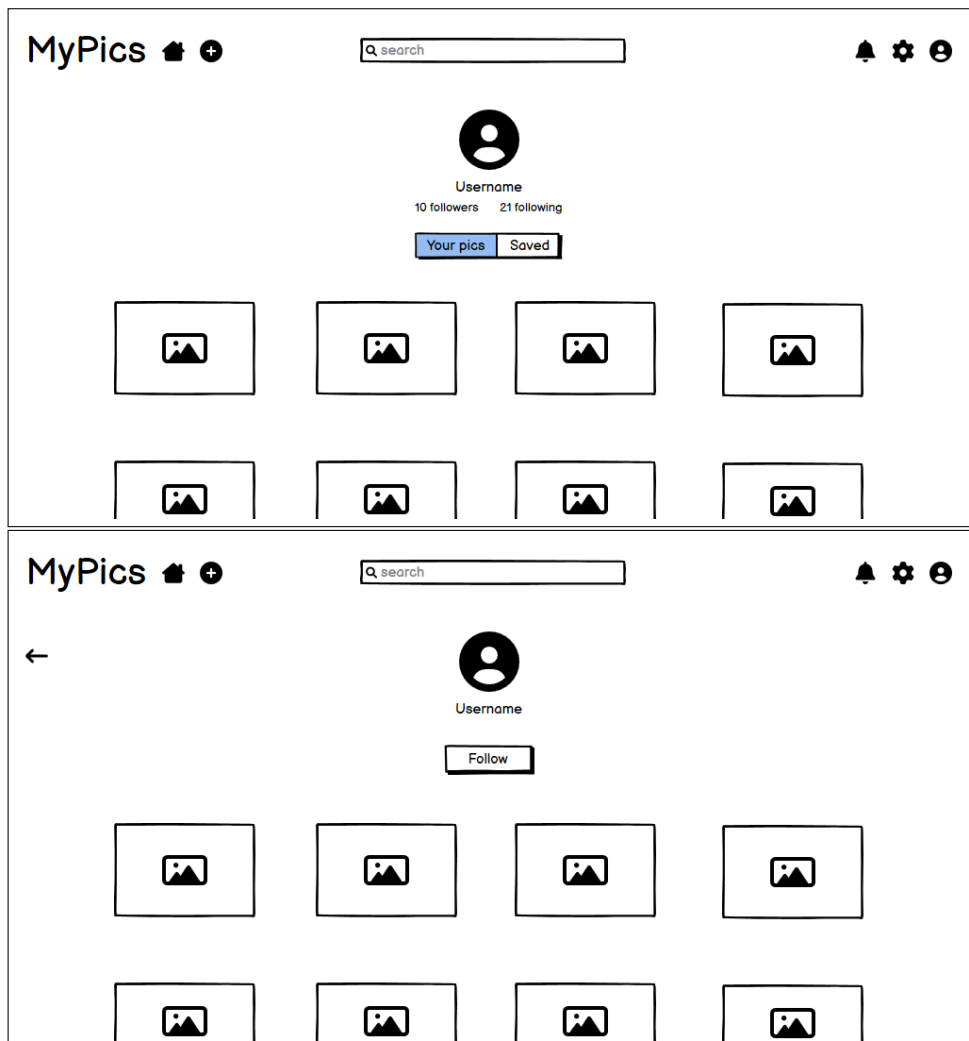 MyPics search
Username
10 followers 21 following
Your pics Saved
MyPics search
Username
Follow